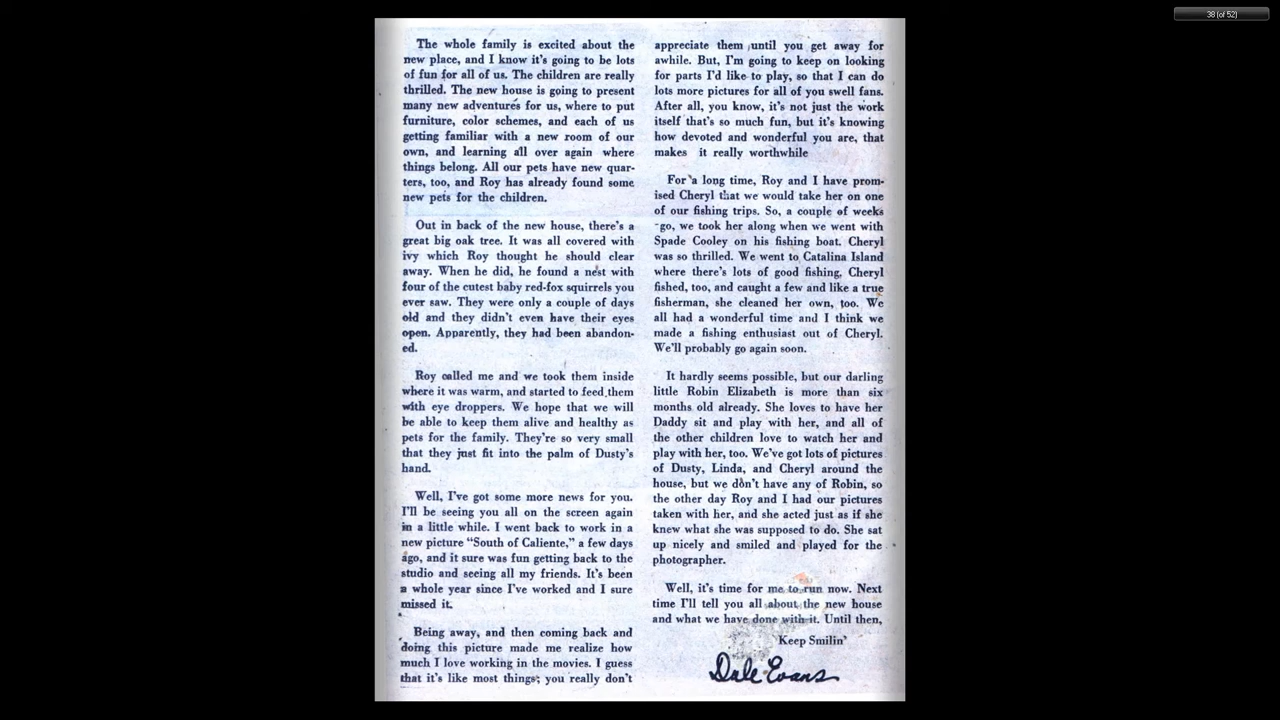 38 (of 52)
The whole family is excited about the
new place, and I know it's going to be lots
of fun for all of us. The children are really
thrilled. The new house is going to present
many new adventures for us, where to put
furniture, color schemes, and each of us
getting familiar with a new room of our
own, and learning all over again where
things belong. All our pets have new quar-
ters, too, and Roy has already found some
new pets for the children.
Out in back of the new house, there's a
great big oak tree. It was all covered with
ivy which Roy thought he should clear
away. When he did, he found a nest with
four of the cutest baby red-fox squirrels you
ever saw. They were only a couple of days
old and they didn't even have their eyes
open. Apparently, they had been abandon-
ed.
Roy called me and we took them inside
where it was warm, and started to feed them
with eye droppers. We hope that we will
be able to keep them alive and healthy as
pets for the family. They're so very small
that they just fit into the palm of Dusty's
hand.
Well, I've got some more news for you.
I'll be seeing you all on the screen again
in a little while. I went back to work in a
new picture "South of Caliente," a few days
ago, and it sure was fun getting back to the
studio and seeing all my friends. It's been
a whole year since I've worked and I sure
missed it.
Being away, and then coming back and
doing this picture made me realize how
much I love working in the movies. I guess
that it's like most things; you really don't
appreciate them until you get away for
awhile. But, I'm going to keep on looking
for parts I'd like to play, so that I can do
lots more pictures for all of you swell fans.
After all, you know, it's not just the work
itself that's so much fun, but it's knowing
how devoted and wonderful you are, that
makes it really worthwhile
For a long time, Roy and I have prom-
ised Cheryl that we would take her on one
of our fishing trips. So, a couple of weeks
go, we took her along when we went with
Spade Cooley on his fishing boat. Cheryl
was so thrilled. We went to Catalina Island
where there's lots of good fishing. Cheryl
fished, too, and caught a few and like a true
fisherman, she cleaned her own, too. We
all had a wonderful time and I think we
made a fishing enthusiast out of Cheryl.
We'll probably go again soon.
It hardly seems possible, but our darling
little Robin Elizabeth is more than six
months old already. She loves to have her
Daddy sit and play with her, and all of
the other children love to watch her and
play with her, too. We've got lots of pictures
of Dusty, Linda, and Cheryl around the
house, but we don't have any of Robin, so
the other day Roy and I had our pictures
taken with her, and she acted just as if she
knew what she was supposed to do. She sat
up nicely and smiled and played for the
photographer.
Well, it's time for me to run now. Next
time I'll tell you all about the new house
and what we have done with it. Until then,
Keep Smilin'
Dale Evans